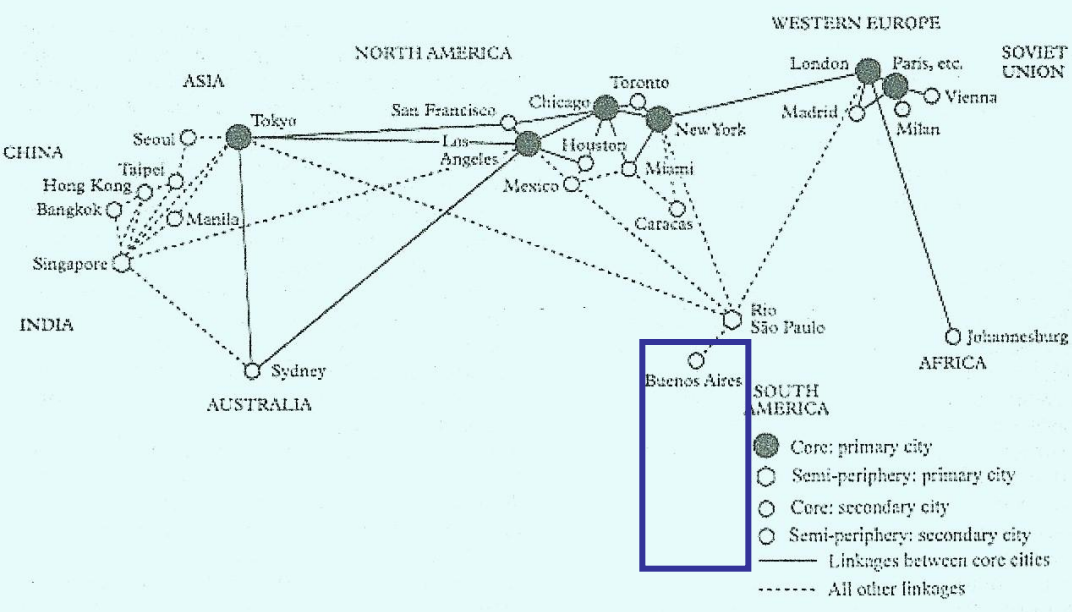 WESTERN EUROPE
NORTH AMERICA
SOVIET
UNION
London
Paris, etc.
ASIA
Toronto
Chicago
San Francisco
Vienna
Madrid
Milan
Tokyo
New York
Seoul
Los
Angeles
Houston
CHINA
Taipei
Miami
Hong Kong
Mexico
Bangkok
Manila
Caracas
Singapore
Rio
São Paulo
INDIA
Johannesburg
AFRICA
Sydney
Buenos Aires
SOUTH
AMERICA
AUSTRALIA
Core: primary city
Semi-periphery: primary city
Core: secondary city
Semi-periphery: secondary city
Linkages between core cities
All other linkages